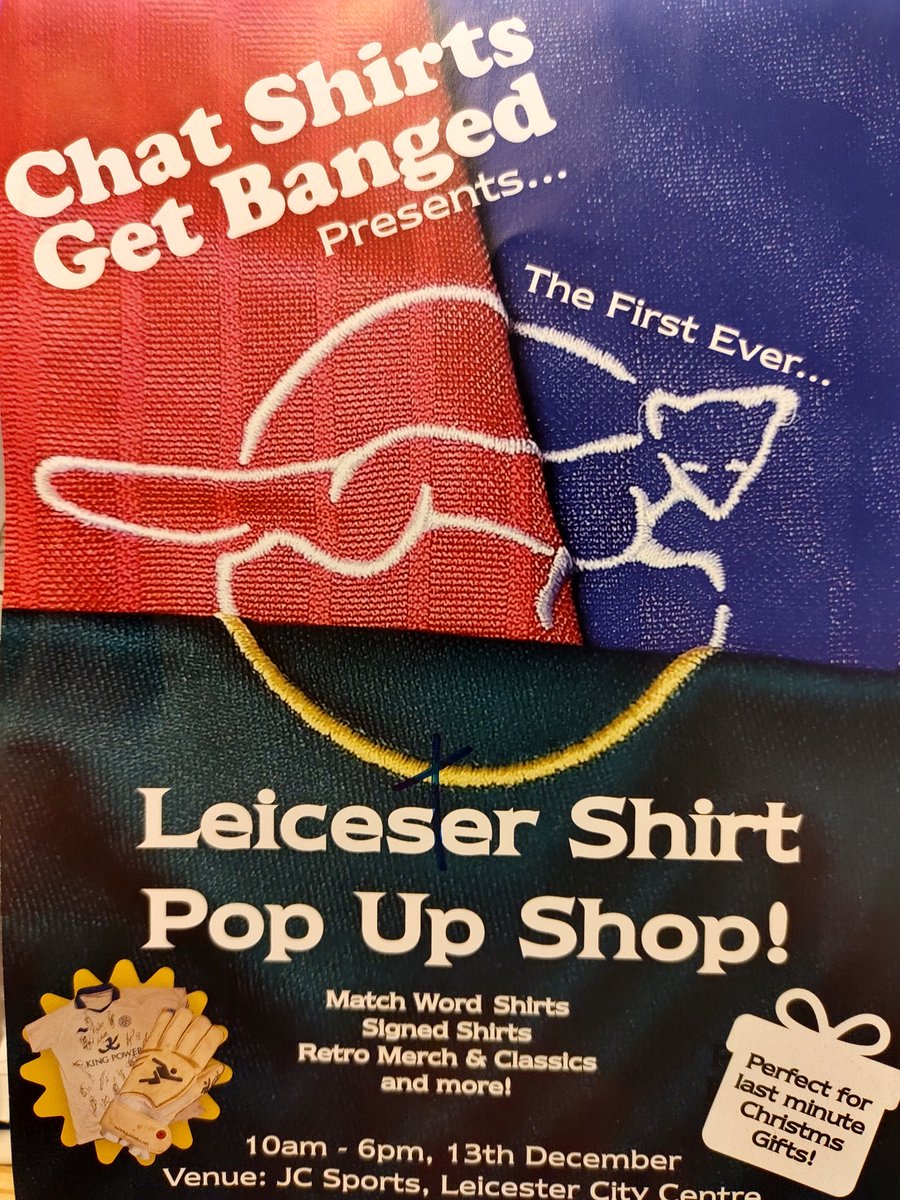 Chat Shirts
Get Banged
Presents...
The First Ever...
t
Leiceser Shirt
Pop Up Shop!
Match Word Shirts
Signed Shirts
Retro Merch & Classics
and more!
KING POWER
Perfect for
last minute
Christms
Gifts!
10am - 6pm, 13th December
Venue: JC Sports, Leicester City Centre